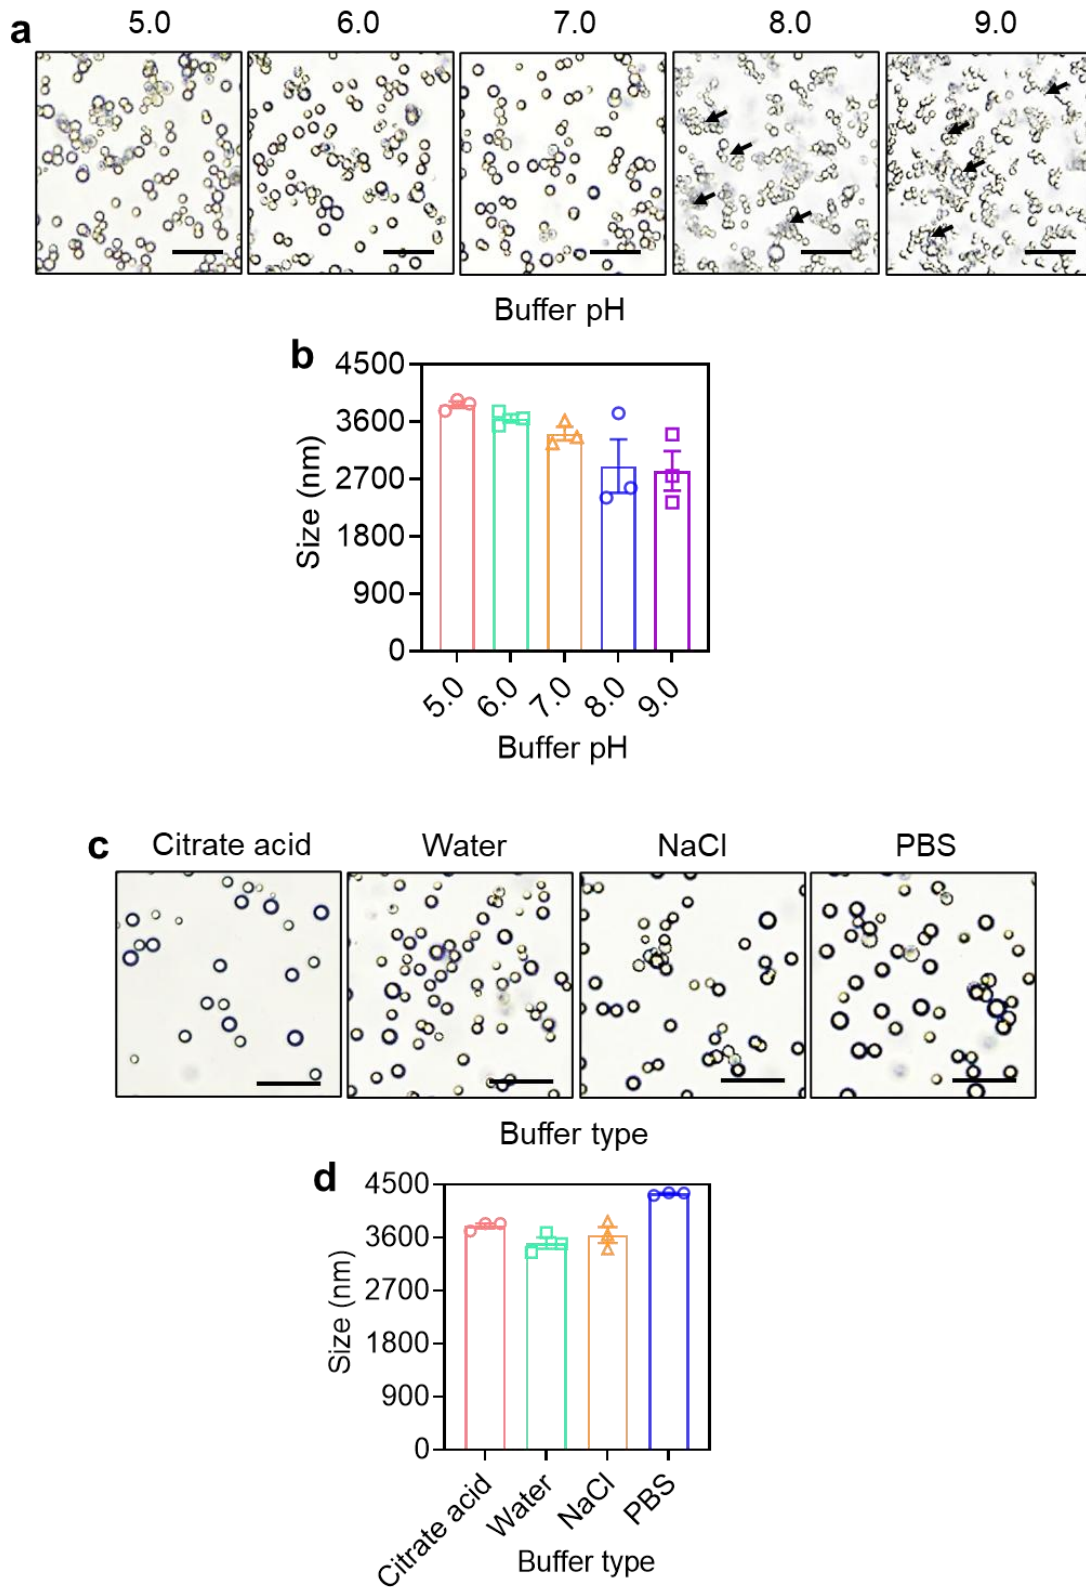 a
5.0 6.0 7.0 8.0 9.0
Buffer pH
b
4500
3600
2700
1800
900
0
Size (nm)
5.0 6.0 7.0 8.0 9.0
Buffer pH
c
Citrate acid Water NaCl PBS
Buffer type
d
4500
3600
2700
1800
900
0
Size (nm)
Citrate acid Water NaCl PBS
Buffer type